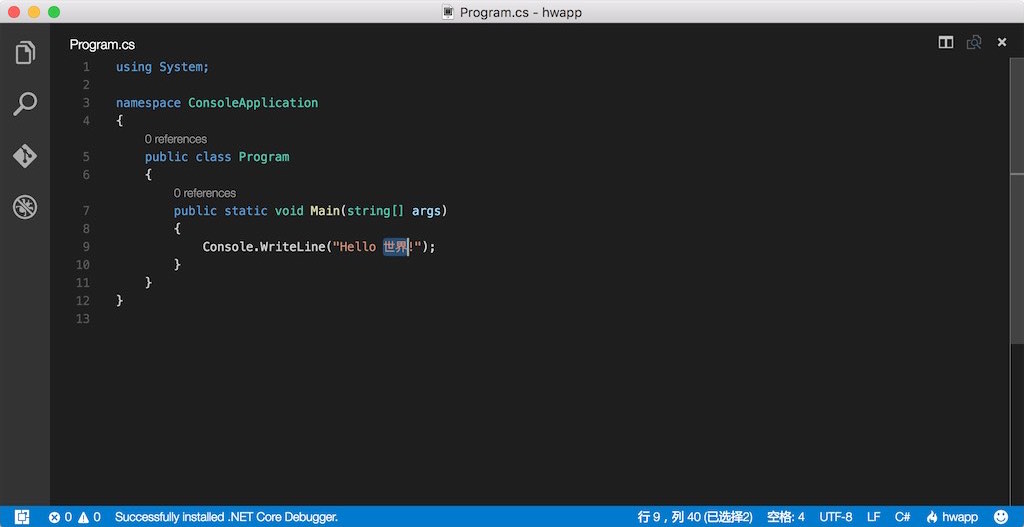 Program.cs - hwapp
Program.cs
1 using System;
2
3 namespace ConsoleApplication
4 {
0 references
5 public class Program
6 {
0 references
7 public static void Main(string[] args)
8 {
9 Console.WriteLine("Hello 世界!");
10 }
11 }
12 }
13
0 0 Successfully installed .NET Core Debugger. 行 9，列 40 (已选择2) 空格: 4 UTF-8 LF C# hwapp